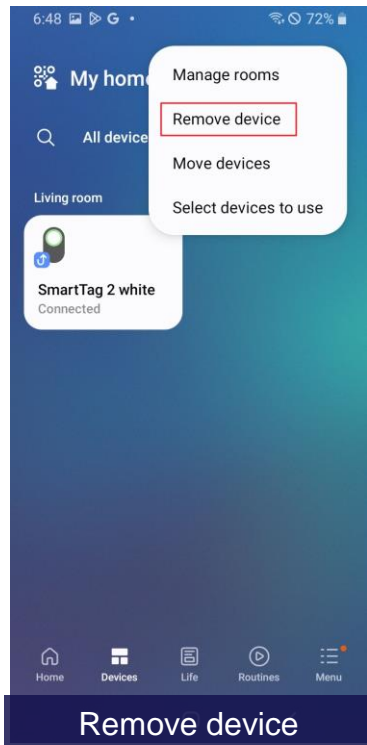 6:48 G • 72%
My home
Manage rooms
Remove device
All device
Move devices
Living room
Select devices to use
SmartTag 2 white
Connected
Home Devices Life Routines Menu
Remove device